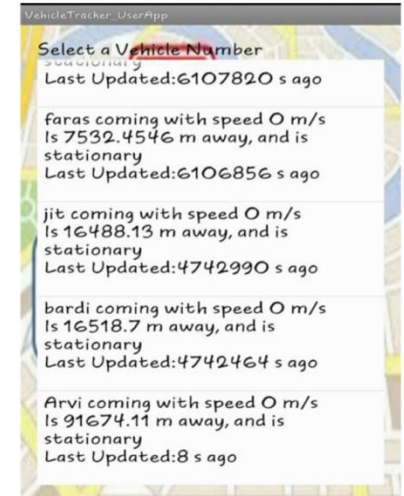 VehicleTracker_UserApp
Select a Vehicle Number
stationary
Last Updated:6107820 s ago
faras coming with speed 0 m/s
Is 7532.4546 m away, and is
stationary
Last Updated:6106856 s ago
jit coming with speed 0 m/s
Is 16488.13 m away, and is
stationary
Last Updated:4742990 s ago
bardi coming with speed 0 m/s
Is 16518.7 m away, and is
stationary
Last Updated:4742464 s ago
Arvi coming with speed 0 m/s
Is 91674.11 m away, and is
stationary
Last Updated:8 s ago